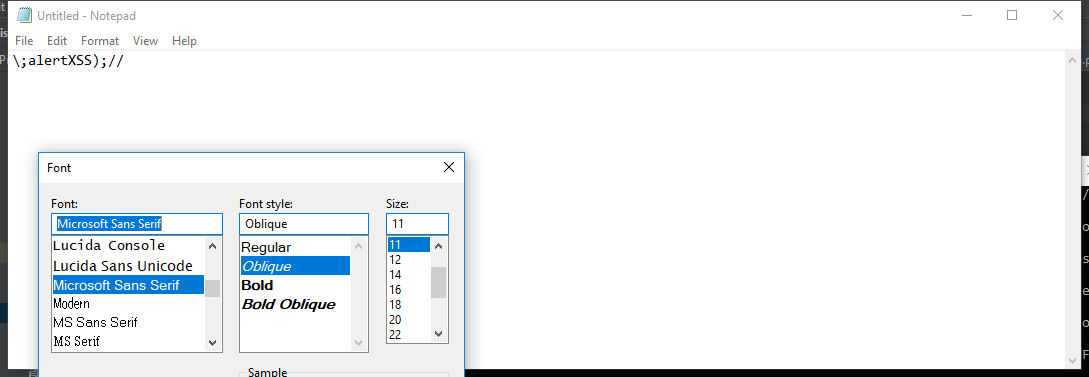 Untitled - Notepad
File Edit Format View Help
\;alertXSS);//
Font
Font: Font style: Size:
Microsoft Sans Serif Oblique 11
Lucida Console Regular 11
Lucida Sans Unicode Oblique 12
Microsoft Sans Serif Bold 14
Modern Bold Oblique 16
MS Sans Serif 18
MS Serif 20
22
Sample